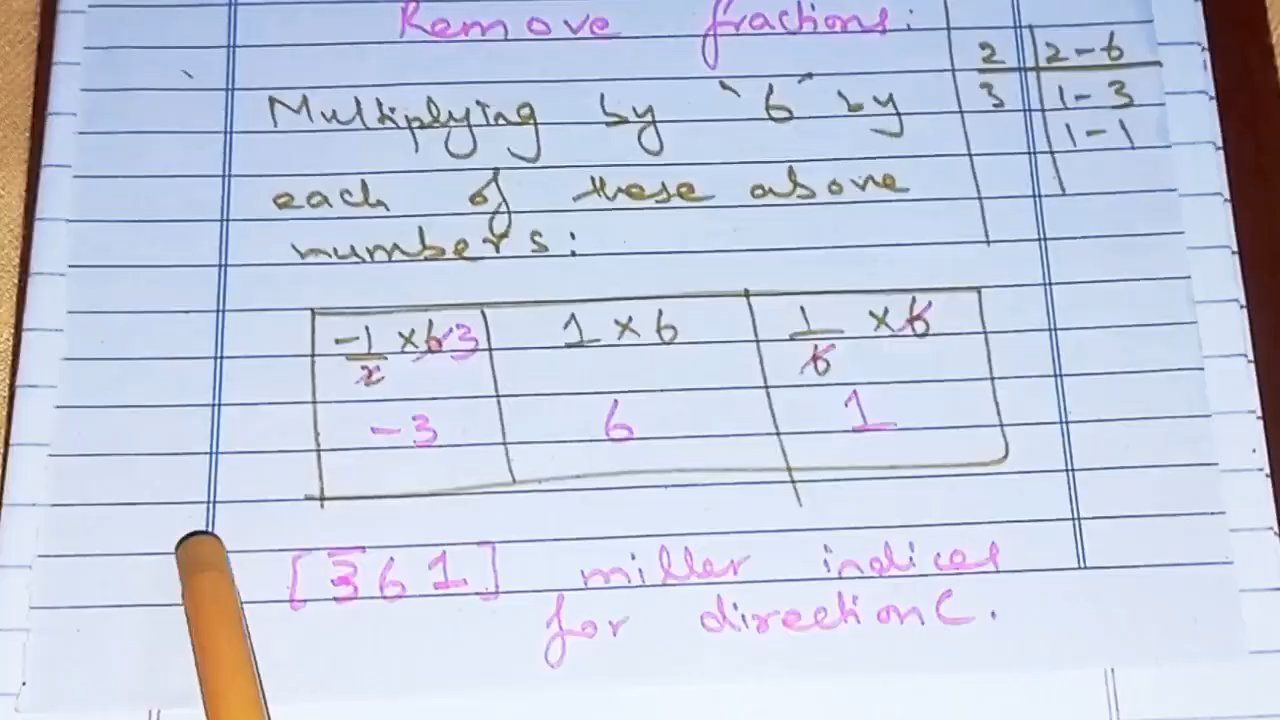 Remove fractions:
2 | 2-6
Multiplying by "6" by
3 | 1-3
1-1
each of these above
numbers:
-1/2 ×6 3 | 1×6 | 1/6 ×6
-3 | 6 | 1
[3̅ 6 1] miller indices
for direction C.